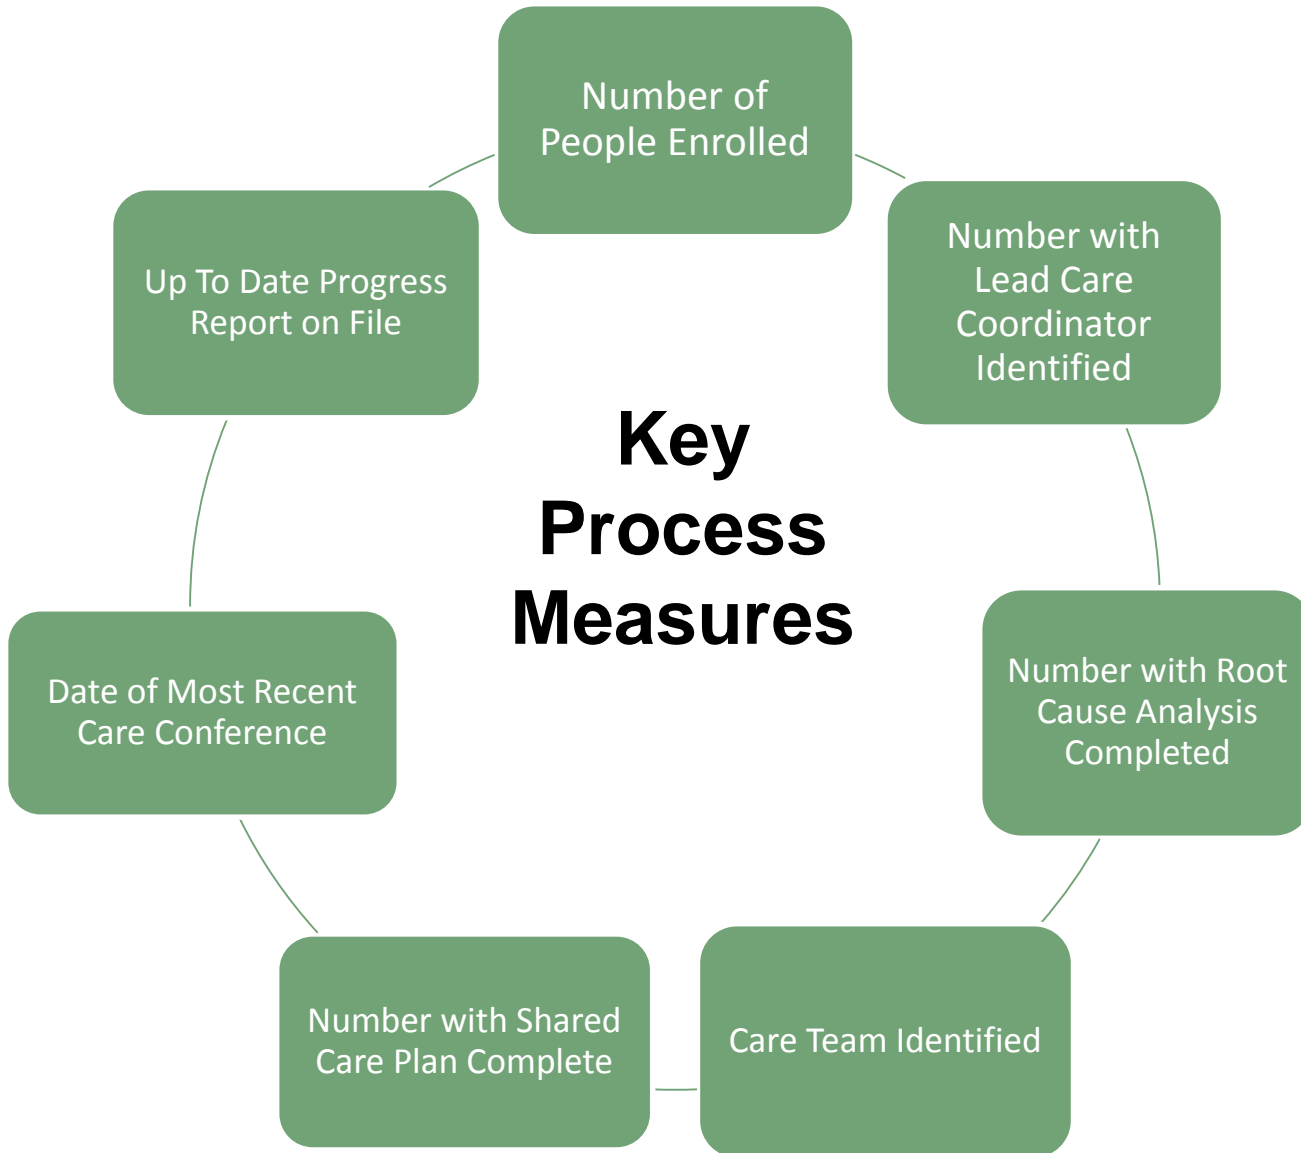 Number of
People Enrolled
Number with
Lead Care
Coordinator
Identified
Number with Root
Cause Analysis
Completed
Care Team Identified
Number with Shared
Care Plan Complete
Date of Most Recent
Care Conference
Up To Date Progress
Report on File
Key
Process
Measures